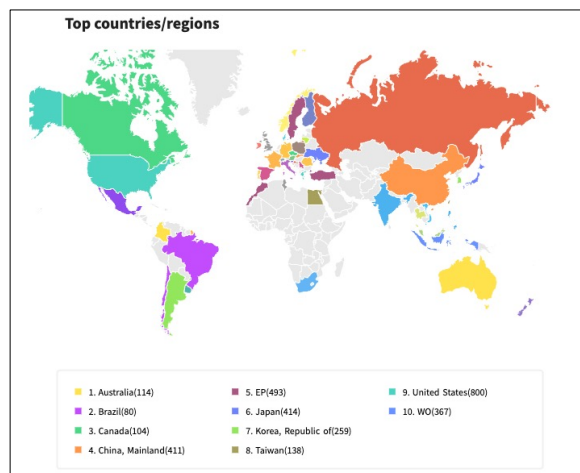 Top countries/regions
1. Australia(114)
2. Brazil(80)
3. Canada(104)
4. China, Mainland(411)
5. EP(493)
6. Japan(414)
7. Korea, Republic of(259)
8. Taiwan(138)
9. United States(800)
10. WO(367)